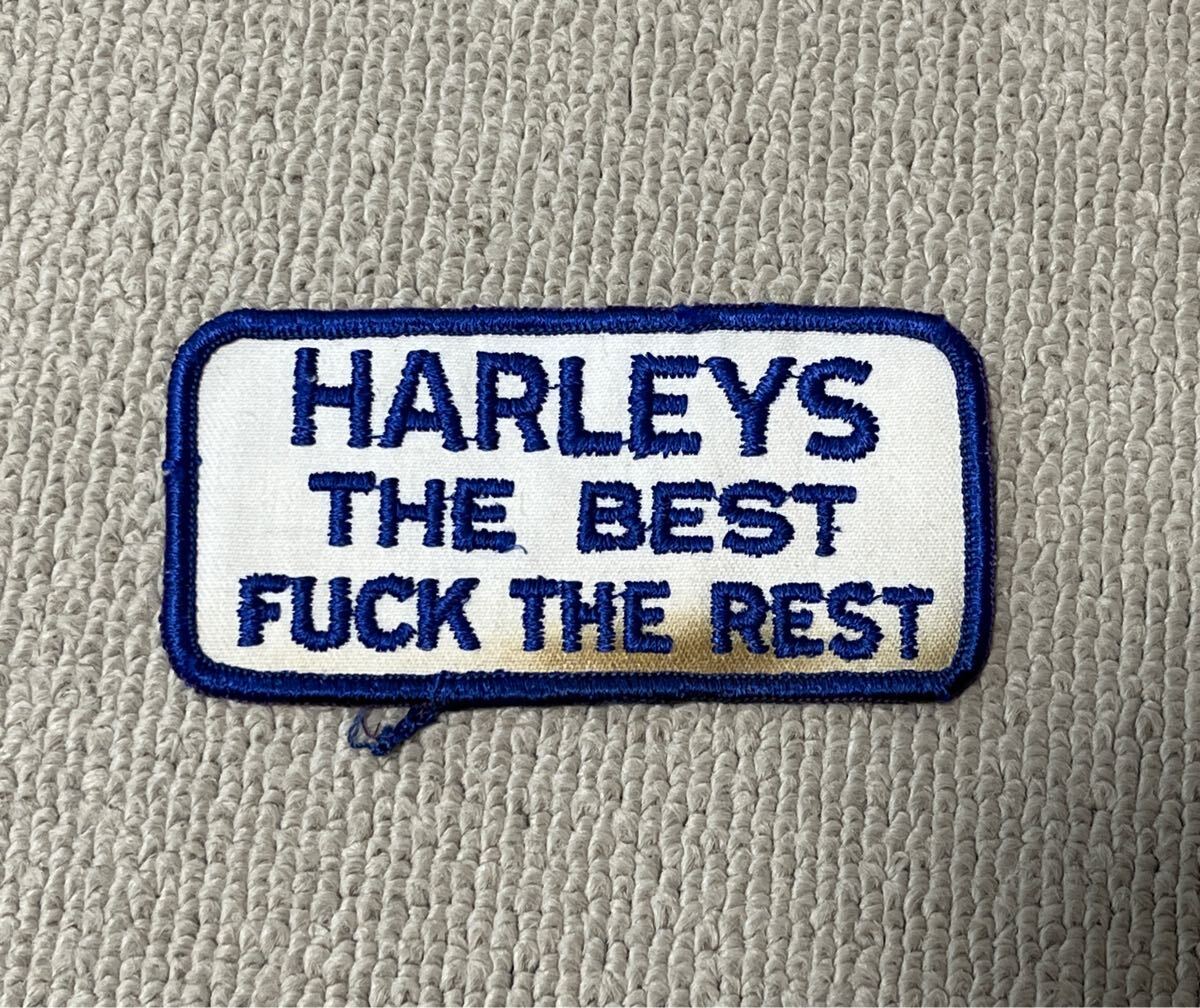 HARLEYS
THE BEST
FUCK THE REST